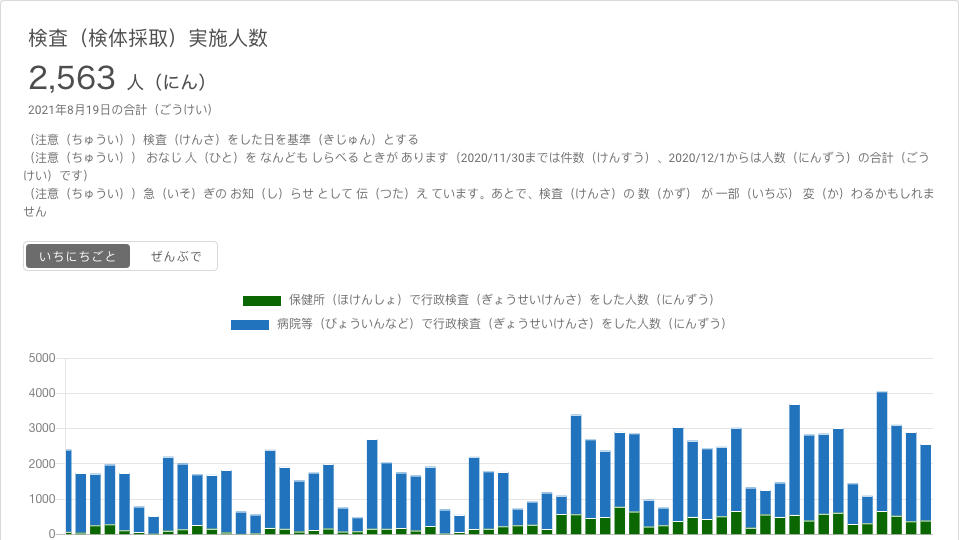 検査（検体採取）実施人数
2,563 人（にん）
2021年8月19日の合計（ごうけい）
（注意（ちゅうい））検査（けんさ）をした日を基準（きじゅん）とする
（注意（ちゅうい）） おなじ 人（ひと）を なんども しらべる ときが あります（2020/11/30までは件数（けんすう）、2020/12/1からは人数（にんずう）の合計（ごう
けい）です）
（注意（ちゅうい））急（いそ）ぎの お知（し）らせ として 伝（つた）え ています。あとで、検査（けんさ）の 数（かず） が 一部（いちぶ） 変（か）わるかもしれま
せん
いちにちごと ぜんぶで
保健所（ほけんしょ）で行政検査（ぎょうせいけんさ）をした人数（にんずう）
病院等（びょういんなど）で行政検査（ぎょうせいけんさ）をした人数（にんずう）
5000
4000
3000
2000
1000
0